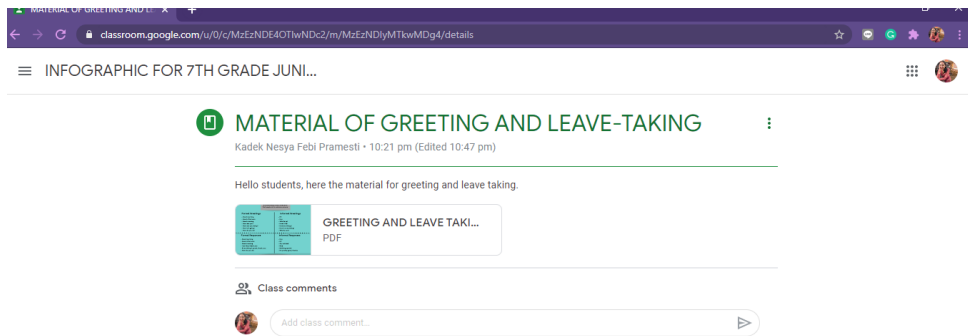 MATERIAL OF GREETING AND L
classroom.google.com/u/0/c/MzEzNDE4OTIwNDc2/m/MzEzNDIyMTkwMDg4/details
INFOGRAPHIC FOR 7TH GRADE JUNI...
MATERIAL OF GREETING AND LEAVE-TAKING
Kadek Nesya Febi Pramesti • 10:21 pm (Edited 10:47 pm)
Hello students, here the material for greeting and leave taking.
GREETING AND LEAVE TAKI...
PDF
Class comments
Add class comment...